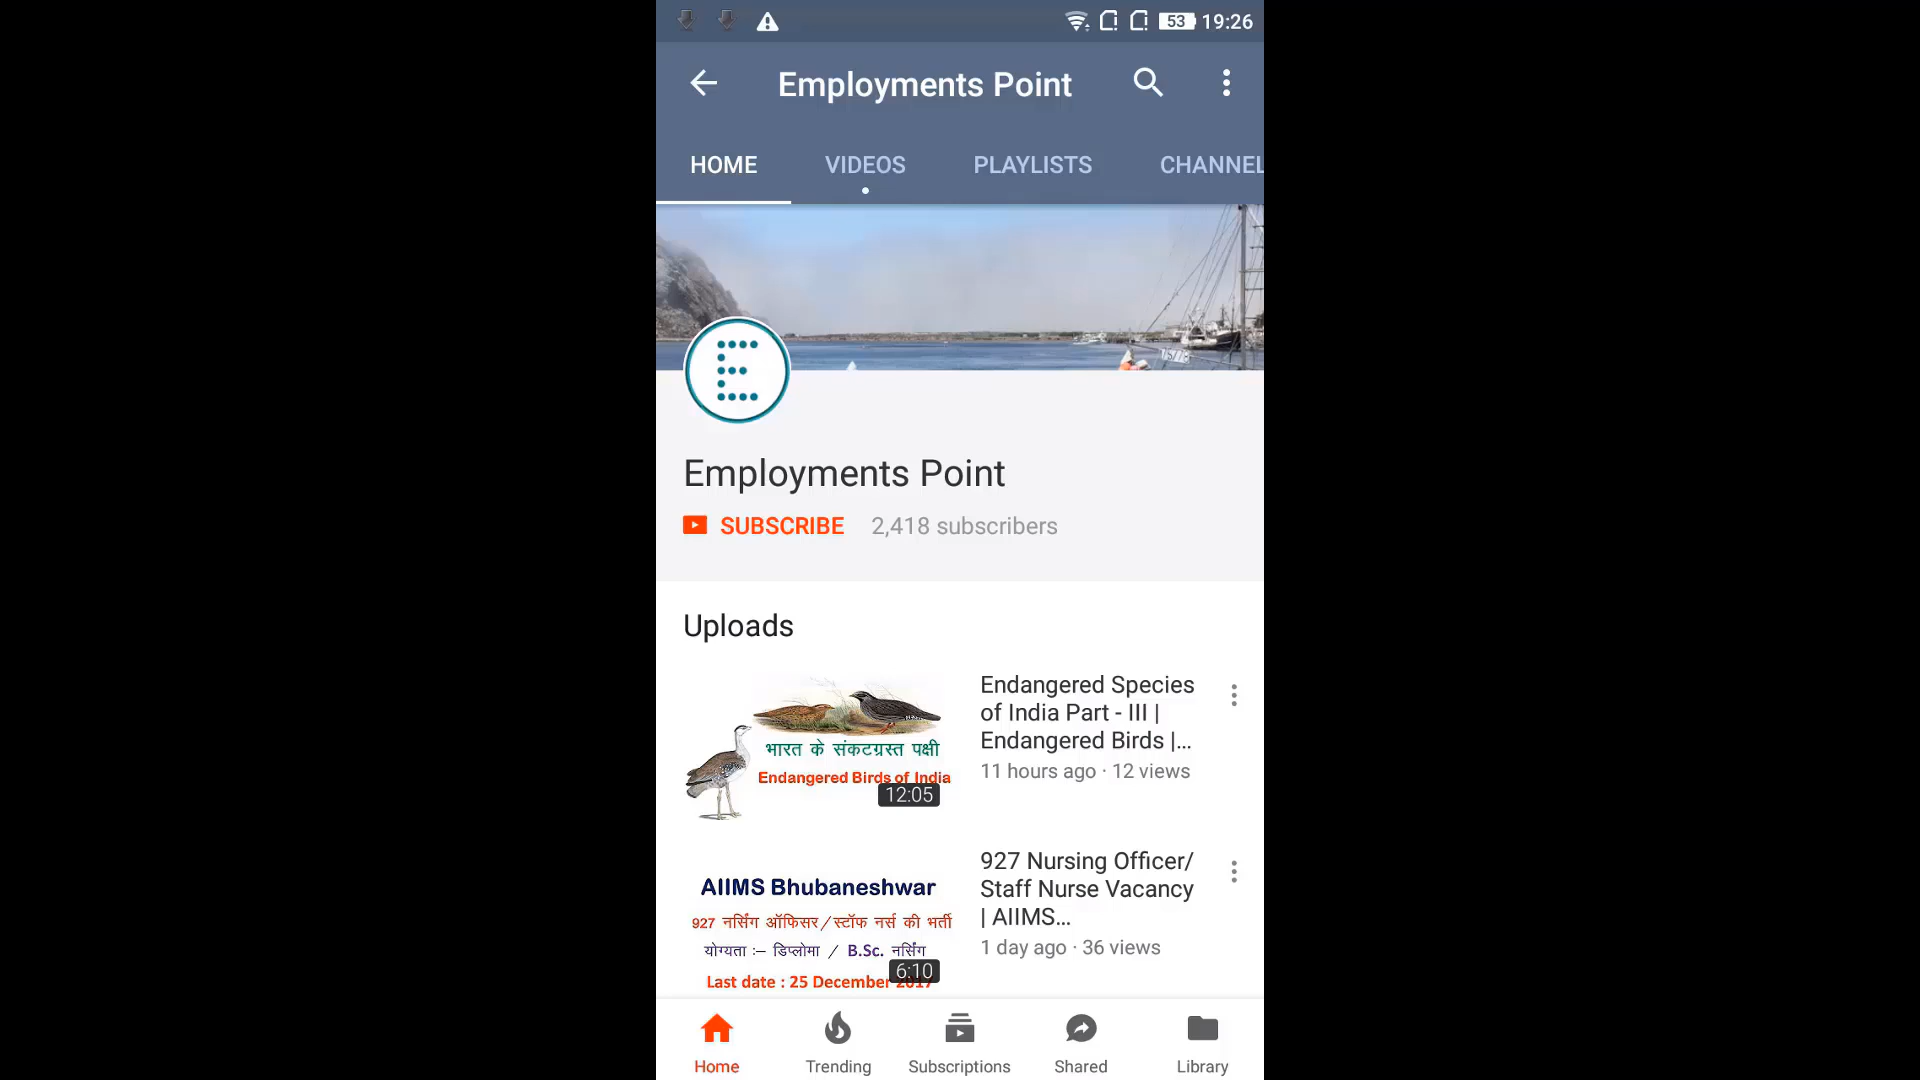 53 19:26
Employments Point
HOME VIDEOS PLAYLISTS CHANNEL
E
Employments Point
SUBSCRIBE 2,418 subscribers
Uploads
भारत के संकटग्रस्त पक्षी
Endangered Birds of India
12:05
Endangered Species
of India Part - III |
Endangered Birds |...
11 hours ago · 12 views
AIIMS Bhubaneshwar
927 नर्सिंग ऑफिसर/स्टॉफ नर्स की भर्ती
योग्यता :– डिप्लोमा / B.Sc. नर्सिंग
6:10
Last date : 25 December 2017
927 Nursing Officer/
Staff Nurse Vacancy
| AIIMS...
1 day ago · 36 views
Home Trending Subscriptions Shared Library